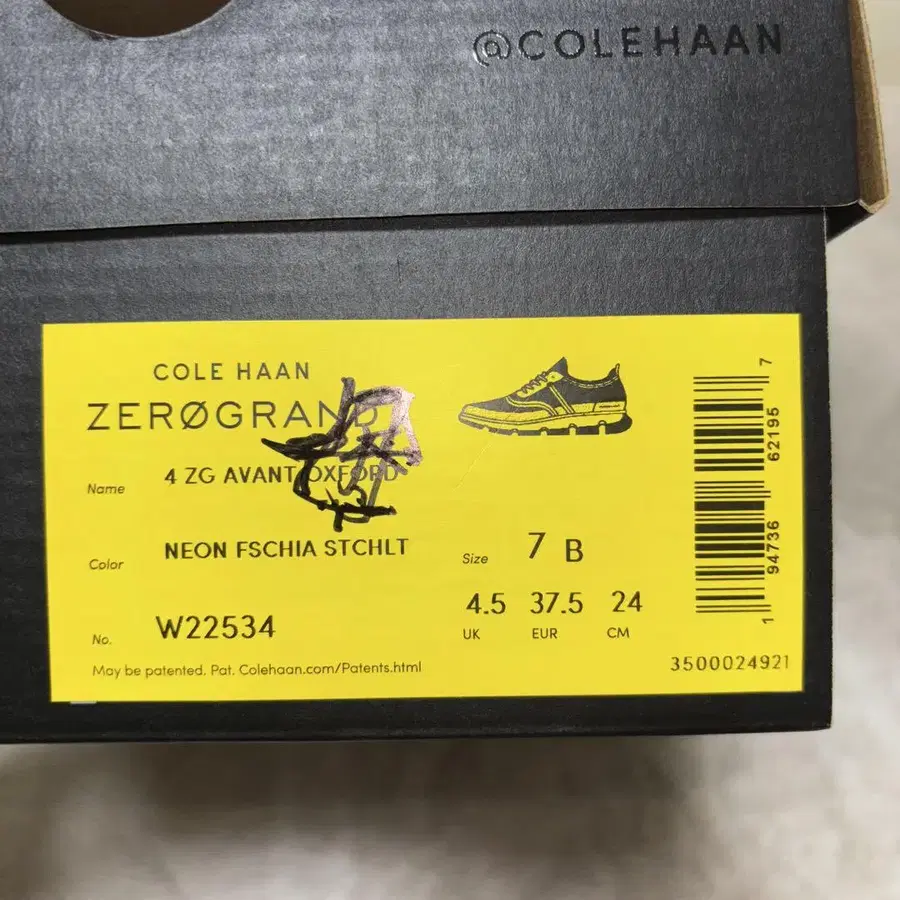 @COLEHAAN
COLE HAAN
ZERØGRAND
Name 4 ZG AVANT OXFORD
Color NEON FSCHIA STCHLT
Size 7 B
4.5 37.5 24
UK EUR CM
No. W22534
May be patented. Pat. Colehaan.com/Patents.html
3500024921
1 94736 62195 7